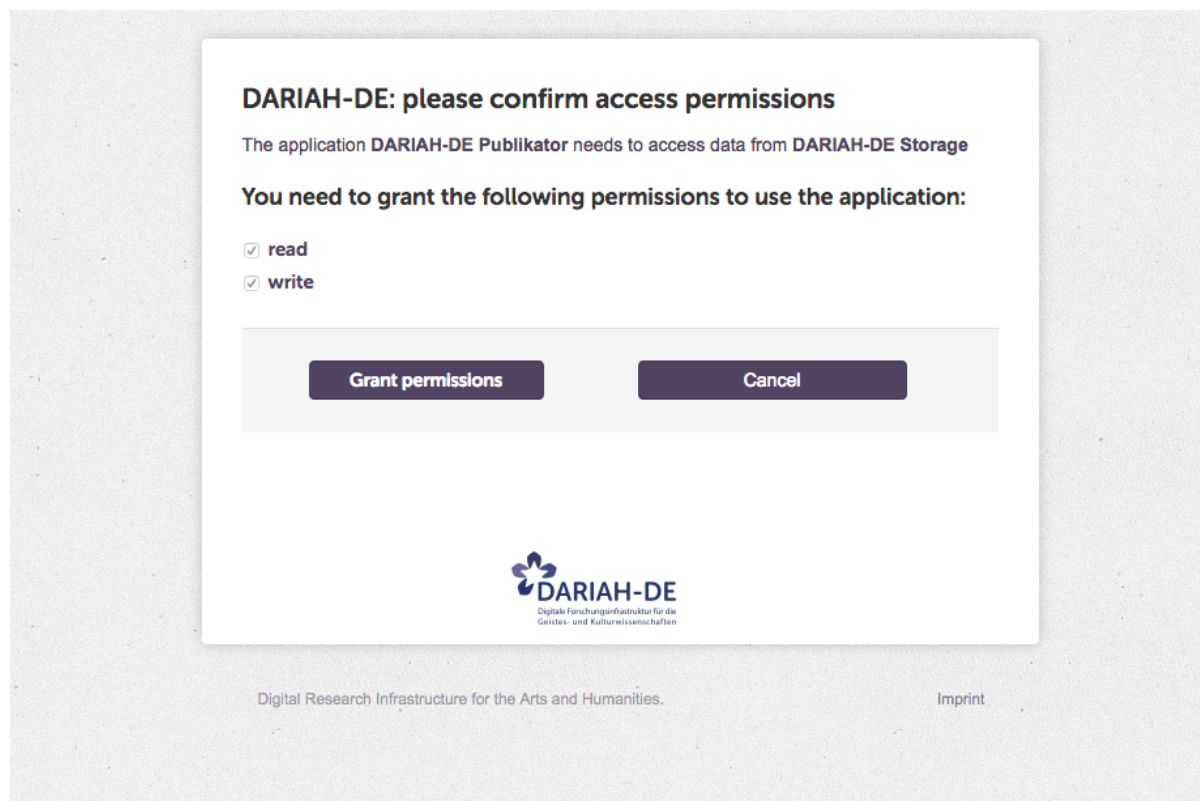 DARIAH-DE: please confirm access permissions
The application DARIAH-DE Publikator needs to access data from DARIAH-DE Storage
You need to grant the following permissions to use the application:
read
write
Grant permissions
Cancel
DARIAH-DE
Digitale Forschungsinfrastruktur für die
Geistes- und Kulturwissenschaften
Digital Research Infrastructure for the Arts and Humanities.
Imprint